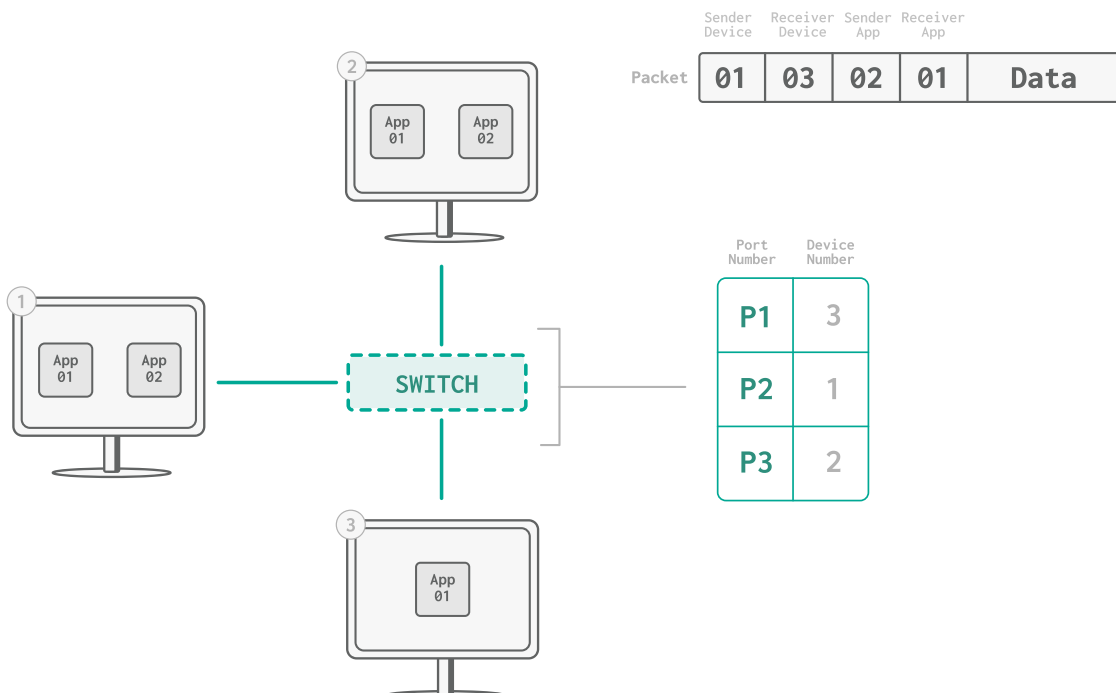 Sender Receiver Sender Receiver
Device Device App App
Packet 01 03 02 01 Data
2
App App
01 02
1
App App
01 02
SWITCH
3
App
01
Port Device
Number Number
P1 3
P2 1
P3 2